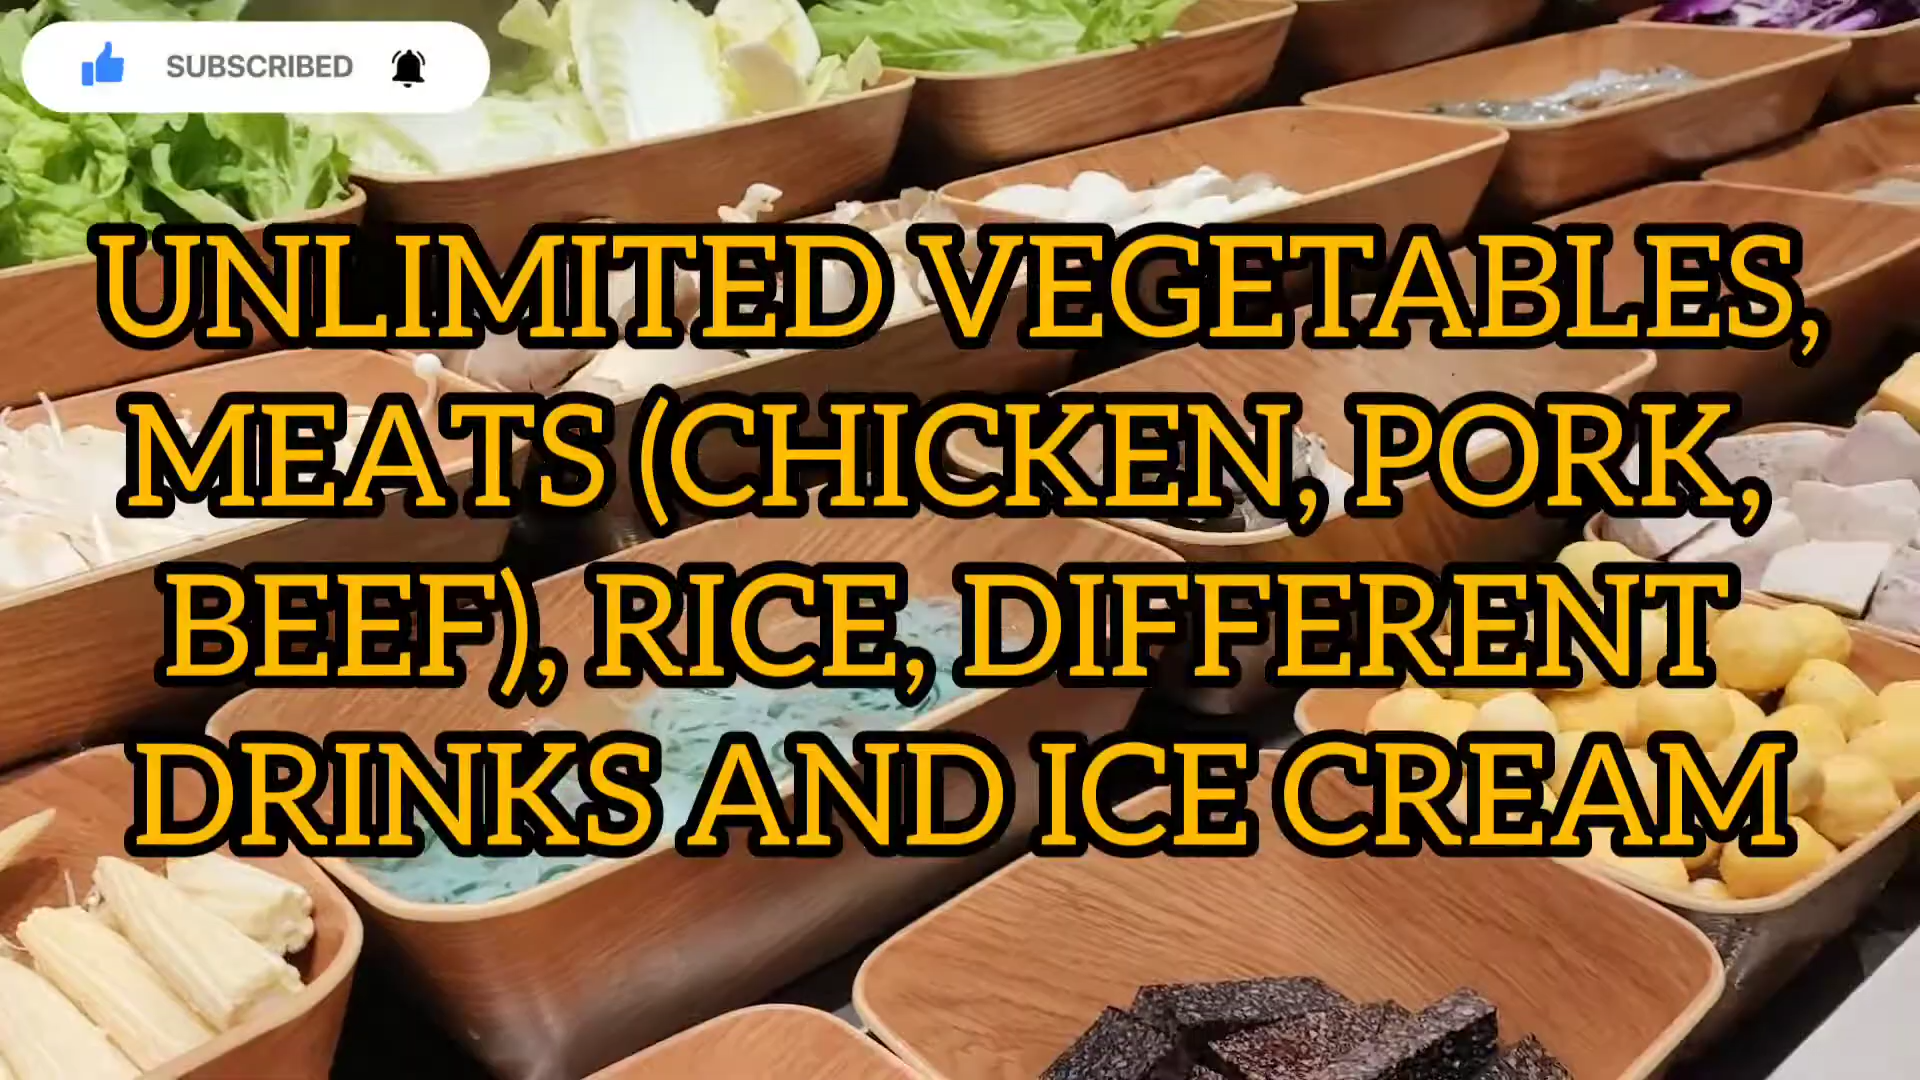 SUBSCRIBED
UNLIMITED VEGETABLES,
MEATS (CHICKEN, PORK,
BEEF), RICE, DIFFERENT
DRINKS AND ICE CREAM